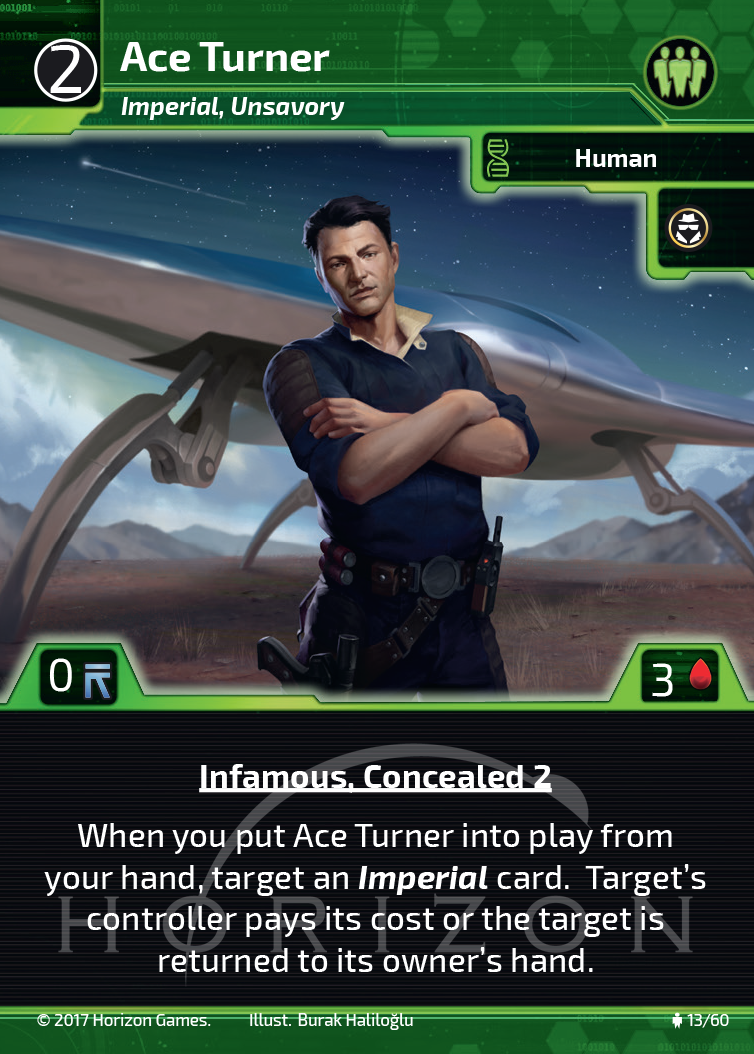 2
Ace Turner
Imperial, Unsavory
Human
0
3
Infamous, Concealed 2
When you put Ace Turner into play from
your hand, target an Imperial card. Target's
controller pays its cost or the target is
returned to its owner's hand.
HORIZON
© 2017 Horizon Games. Illust. Burak Haliloğlu 13/60